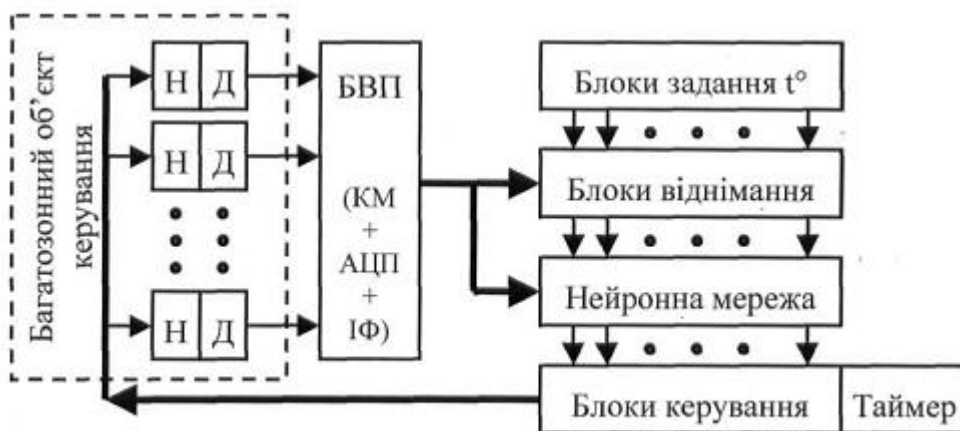 Багатозонний об’єкт
керування
Н Д
Н Д
Н Д
БВП
(КМ
+
АЦП
+
ІФ)
Блоки задання t°
Блоки віднімання
Нейронна мережа
Блоки керування
Таймер